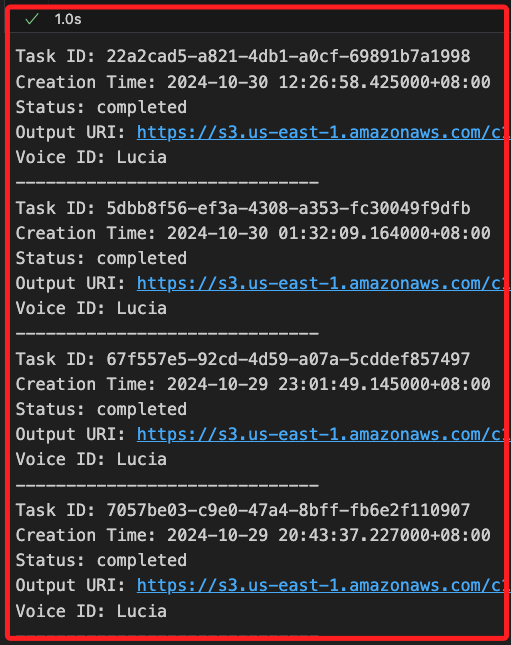 1.0s
Task ID: 22a2cad5-a821-4db1-a0cf-69891b7a1998
Creation Time: 2024-10-30 12:26:58.425000+08:00
Status: completed
Output URI: https://s3.us-east-1.amazonaws.com/c1
Voice ID: Lucia
------------------------------
Task ID: 5dbb8f56-ef3a-4308-a353-fc30049f9dfb
Creation Time: 2024-10-30 01:32:09.164000+08:00
Status: completed
Output URI: https://s3.us-east-1.amazonaws.com/c1
Voice ID: Lucia
------------------------------
Task ID: 67f557e5-92cd-4d59-a07a-5cddef857497
Creation Time: 2024-10-29 23:01:49.145000+08:00
Status: completed
Output URI: https://s3.us-east-1.amazonaws.com/c1
Voice ID: Lucia
------------------------------
Task ID: 7057be03-c9e0-47a4-8bff-fb6e2f110907
Creation Time: 2024-10-29 20:43:37.227000+08:00
Status: completed
Output URI: https://s3.us-east-1.amazonaws.com/c1
Voice ID: Lucia
------------------------------